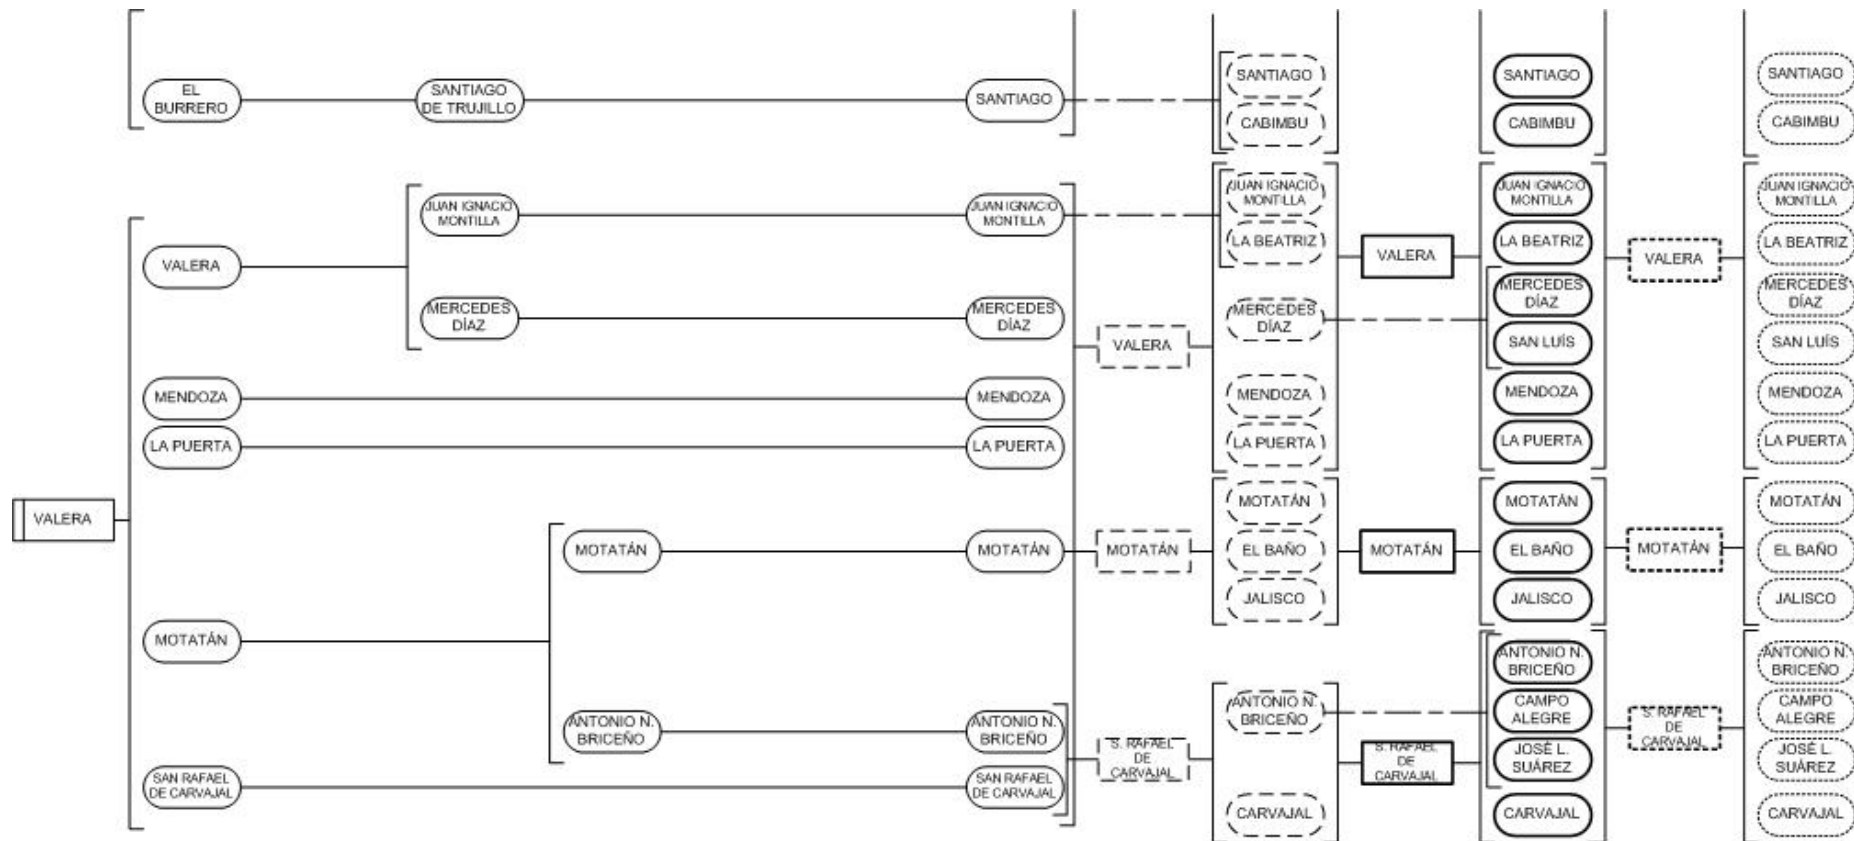 EL
BURRERO
SANTIAGO
DE TRUJILLO
SANTIAGO
SANTIAGO
CABIMBU
SANTIAGO
CABIMBU
SANTIAGO
CABIMBU
VALERA
VALERA
JUAN IGNACIO
MONTILLA
MERCEDES
DÍAZ
MENDOZA
LA PUERTA
MOTATÁN
MOTATÁN
ANTONIO N.
BRICEÑO
SAN RAFAEL
DE CARVAJAL
JUAN IGNACIO
MONTILLA
MERCEDES
DÍAZ
MENDOZA
LA PUERTA
MOTATÁN
ANTONIO N.
BRICEÑO
SAN RAFAEL
DE CARVAJAL
VALERA
MOTATÁN
S. RAFAEL
DE
CARVAJAL
JUAN IGNACIO
MONTILLA
LA BEATRIZ
MERCEDES
DÍAZ
MENDOZA
LA PUERTA
MOTATÁN
EL BAÑO
JALISCO
ANTONIO N.
BRICEÑO
CARVAJAL
VALERA
MOTATÁN
S. RAFAEL
DE
CARVAJAL
JUAN IGNACIO
MONTILLA
LA BEATRIZ
MERCEDES
DÍAZ
SAN LUÍS
MENDOZA
LA PUERTA
MOTATÁN
EL BAÑO
JALISCO
ANTONIO N.
BRICEÑO
CAMPO
ALEGRE
JOSÉ L.
SUÁREZ
CARVAJAL
VALERA
MOTATÁN
S. RAFAEL
DE
CARVAJAL
JUAN IGNACIO
MONTILLA
LA BEATRIZ
MERCEDES
DÍAZ
SAN LUÍS
MENDOZA
LA PUERTA
MOTATÁN
EL BAÑO
JALISCO
ANTONIO N.
BRICEÑO
CAMPO
ALEGRE
JOSÉ L.
SUÁREZ
CARVAJAL